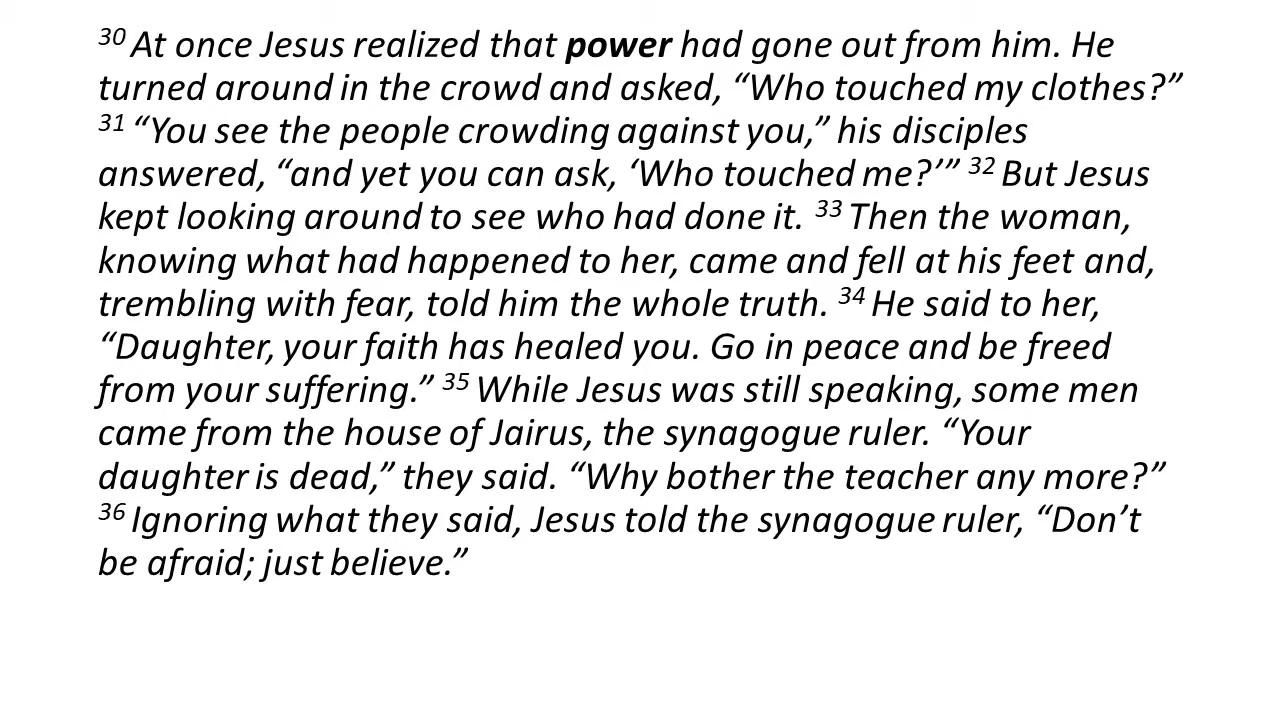 30 At once Jesus realized that power had gone out from him. He
turned around in the crowd and asked, “Who touched my clothes?”
31 “You see the people crowding against you,” his disciples
answered, “and yet you can ask, ‘Who touched me?’” 32 But Jesus
kept looking around to see who had done it. 33 Then the woman,
knowing what had happened to her, came and fell at his feet and,
trembling with fear, told him the whole truth. 34 He said to her,
“Daughter, your faith has healed you. Go in peace and be freed
from your suffering.” 35 While Jesus was still speaking, some men
came from the house of Jairus, the synagogue ruler. “Your
daughter is dead,” they said. “Why bother the teacher any more?”
36 Ignoring what they said, Jesus told the synagogue ruler, “Don’t
be afraid; just believe.”